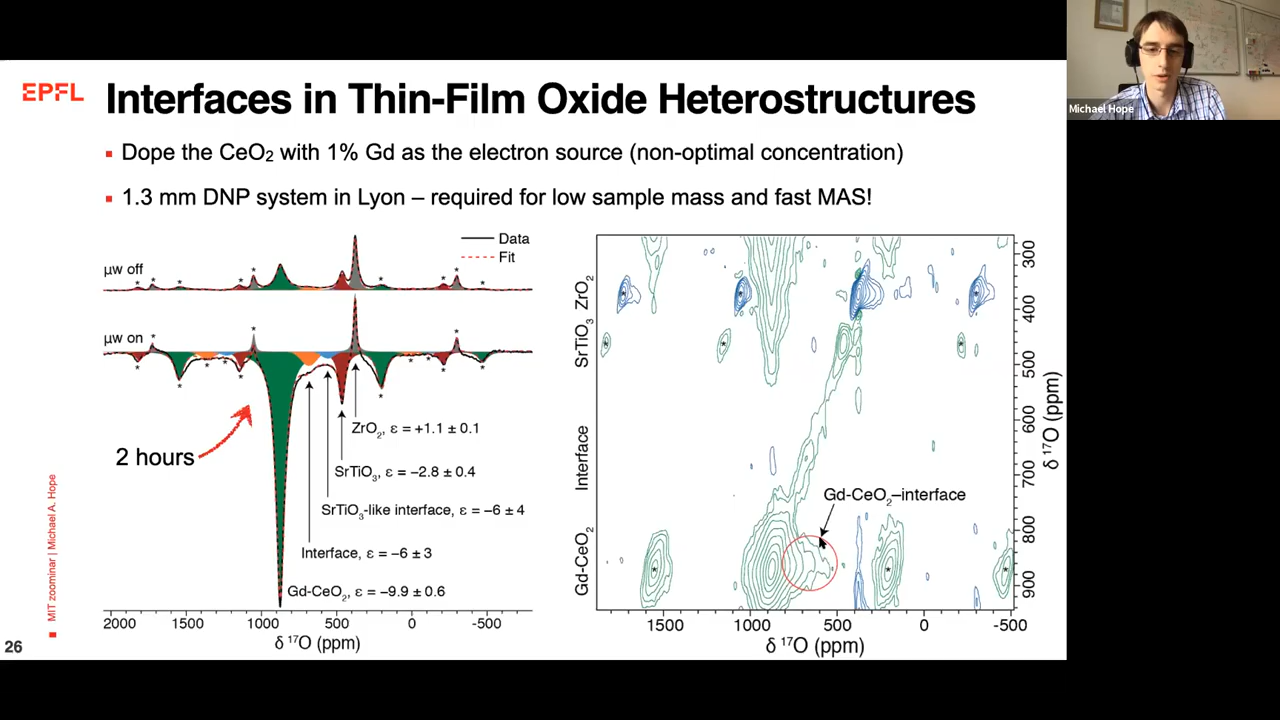 EPFL
Interfaces in Thin-Film Oxide Heterostructures
Michael Hope
▪ Dope the CeO₂ with 1% Gd as the electron source (non-optimal concentration)
▪ 1.3 mm DNP system in Lyon – required for low sample mass and fast MAS!
Data
Fit
μw off
μw on
2 hours
ZrO₂, ε = +1.1 ± 0.1
SrTiO₃, ε = −2.8 ± 0.4
SrTiO₃-like interface, ε = −6 ± 4
Interface, ε = −6 ± 3
Gd-CeO₂, ε = −9.9 ± 0.6
2000 1500 1000 500 0 -500
δ ¹⁷O (ppm)
ZrO₂
SrTiO₃
Interface
Gd-CeO₂
Gd-CeO₂–interface
300
400
500
600
700
800
900
δ ¹⁷O (ppm)
1500 1000 500 0 -500
δ ¹⁷O (ppm)
MIT zoominar | Michael A. Hope
26